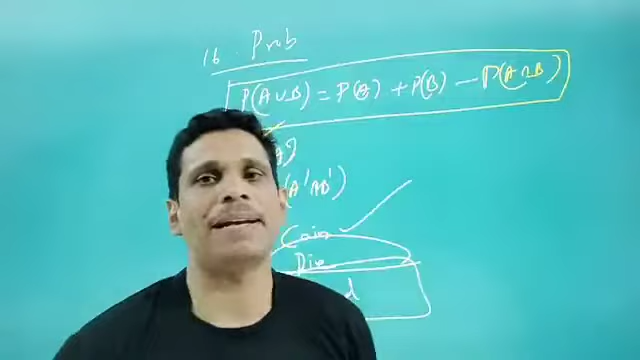 16. Prob
P(A∪B) = P(A) + P(B) - P(A∩B)
(A'∩B')
Coin
Die
d